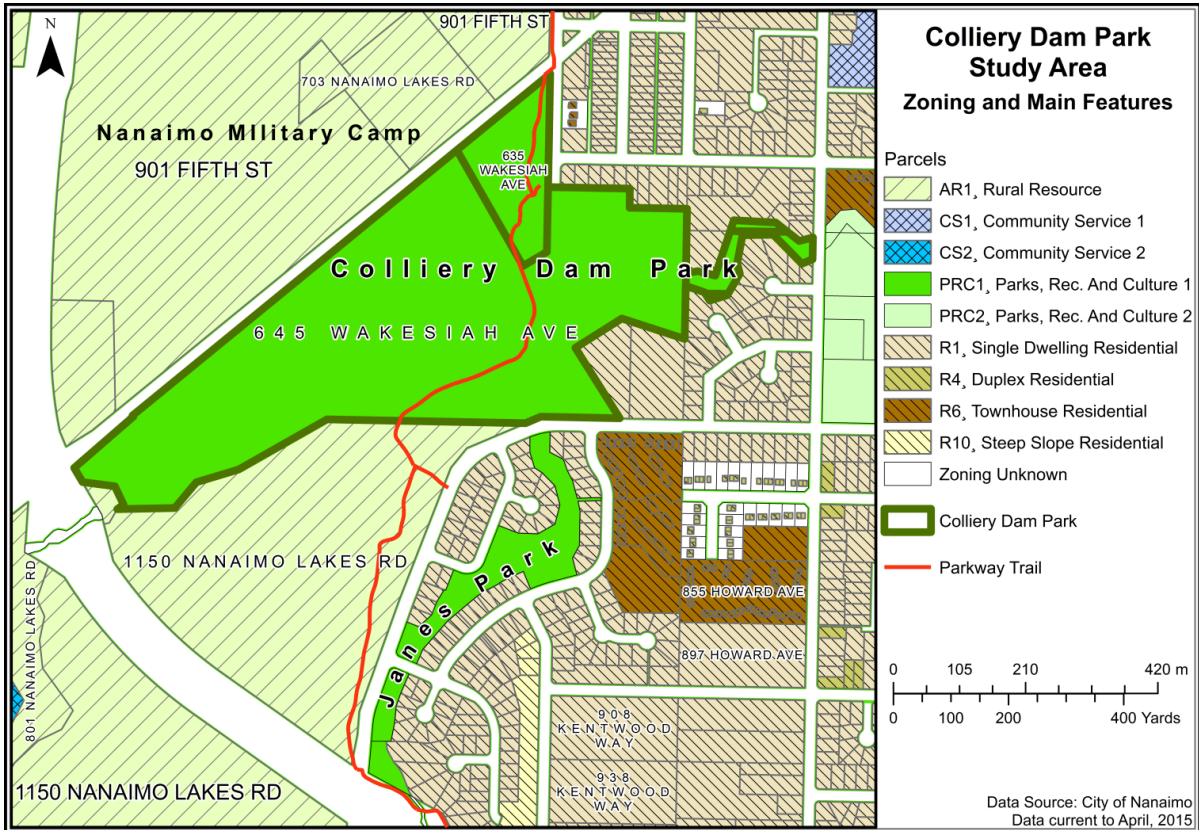 N
901 FIFTH ST
703 NANAIMO LAKES RD
Nanaimo Military Camp
901 FIFTH ST
635
WAKESIAH
AVE
Colliery Dam Park
645 WAKESIAH AVE
1150 NANAIMO LAKES RD
Janes Park
855 HOWARD AVE
897 HOWARD AVE
801 NANAIMO LAKES RD
908
KENTWOOD
WAY
938
KENTWOOD
WAY
1150 NANAIMO LAKES RD
Colliery Dam Park
Study Area
Zoning and Main Features
Parcels
AR1, Rural Resource
CS1, Community Service 1
CS2, Community Service 2
PRC1, Parks, Rec. And Culture 1
PRC2, Parks, Rec. And Culture 2
R1, Single Dwelling Residential
R4, Duplex Residential
R6, Townhouse Residential
R10, Steep Slope Residential
Zoning Unknown
Colliery Dam Park
Parkway Trail
0 105 210 420 m
0 100 200 400 Yards
Data Source: City of Nanaimo
Data current to April, 2015